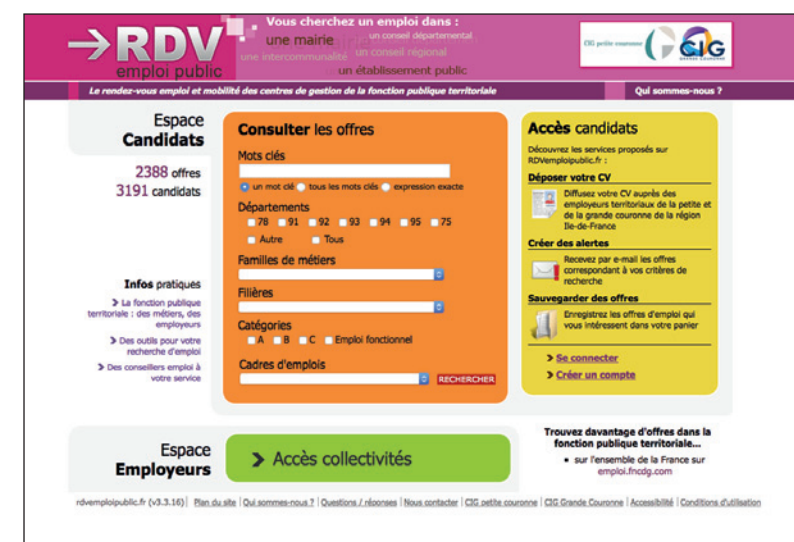 Vous cherchez un emploi dans :
RDV
emploi public
une mairie
un conseil départemental
une intercommunalité
un conseil régional
un établissement public
CIG petite couronne
CIG
GRANDE COURONNE
Le rendez-vous emploi et mobilité des centres de gestion de la fonction publique territoriale
Qui sommes-nous ?
Espace
Candidats
2388 offres
3191 candidats
Infos pratiques
La fonction publique
territoriale : des métiers, des
employeurs
Des outils pour votre
recherche d'emploi
Des conseillers emploi à
votre service
Consulter les offres
Mots clés
un mot clé tous les mots clés expression exacte
Départements
78 91 92 93 94 95 75
Autre Tous
Familles de métiers
Filières
Catégories
A B C Emploi fonctionnel
Cadres d'emplois
RECHERCHER
Accès candidats
Découvrez les services proposés sur
RDVemploipublic.fr :
Déposer votre CV
Diffusez votre CV auprès des
employeurs territoriaux de la petite et
de la grande couronne de la région
Ile-de-France
Créer des alertes
Recevez par e-mail les offres
correspondant à vos critères de
recherche
Sauvegarder des offres
Enregistrez les offres d'emploi qui
vous intéressent dans votre panier
Se connecter
Créer un compte
Espace
Employeurs
Accès collectivités
Trouvez davantage d'offres dans la
fonction publique territoriale...
• sur l'ensemble de la France sur
emploi.fncdg.com
rdvemploipublic.fr (v3.3.16) | Plan du site | Qui sommes-nous ? | Questions / réponses | Nous contacter | CIG petite couronne | CIG Grande Couronne | Accessibilité | Conditions d'utilisation